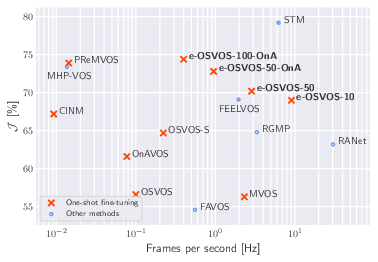 80
STM
75
e-OSVOS-100-OnA
PReMVOS
e-OSVOS-50-OnA
MHP-VOS
70
e-OSVOS-50
e-OSVOS-10
FEELVOS
CINM
65
OSVOS-S
RGMP
RANet
OnAVOS
60
OSVOS
MVOS
55
FAVOS
One-shot fine-tuning
Other methods
J [%]
10⁻² 10⁻¹ 10⁰ 10¹
Frames per second [Hz]